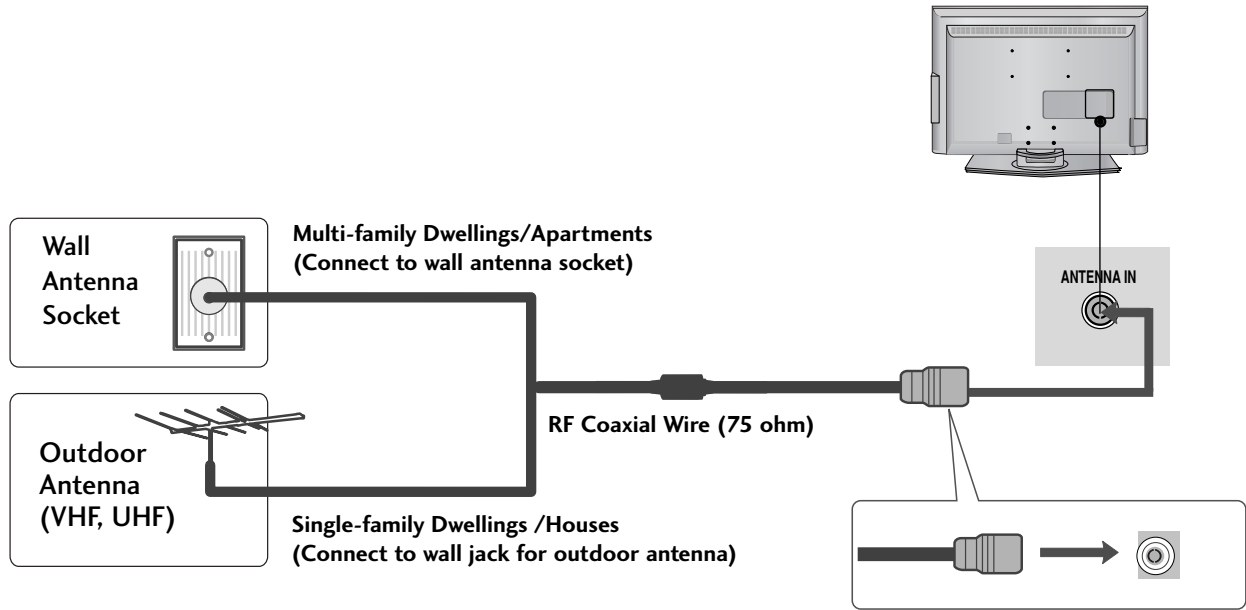 ANTENNA IN
Wall
Antenna
Socket
Multi-family Dwellings/Apartments
(Connect to wall antenna socket)
RF Coaxial Wire (75 ohm)
Outdoor
Antenna
(VHF, UHF)
Single-family Dwellings /Houses
(Connect to wall jack for outdoor antenna)